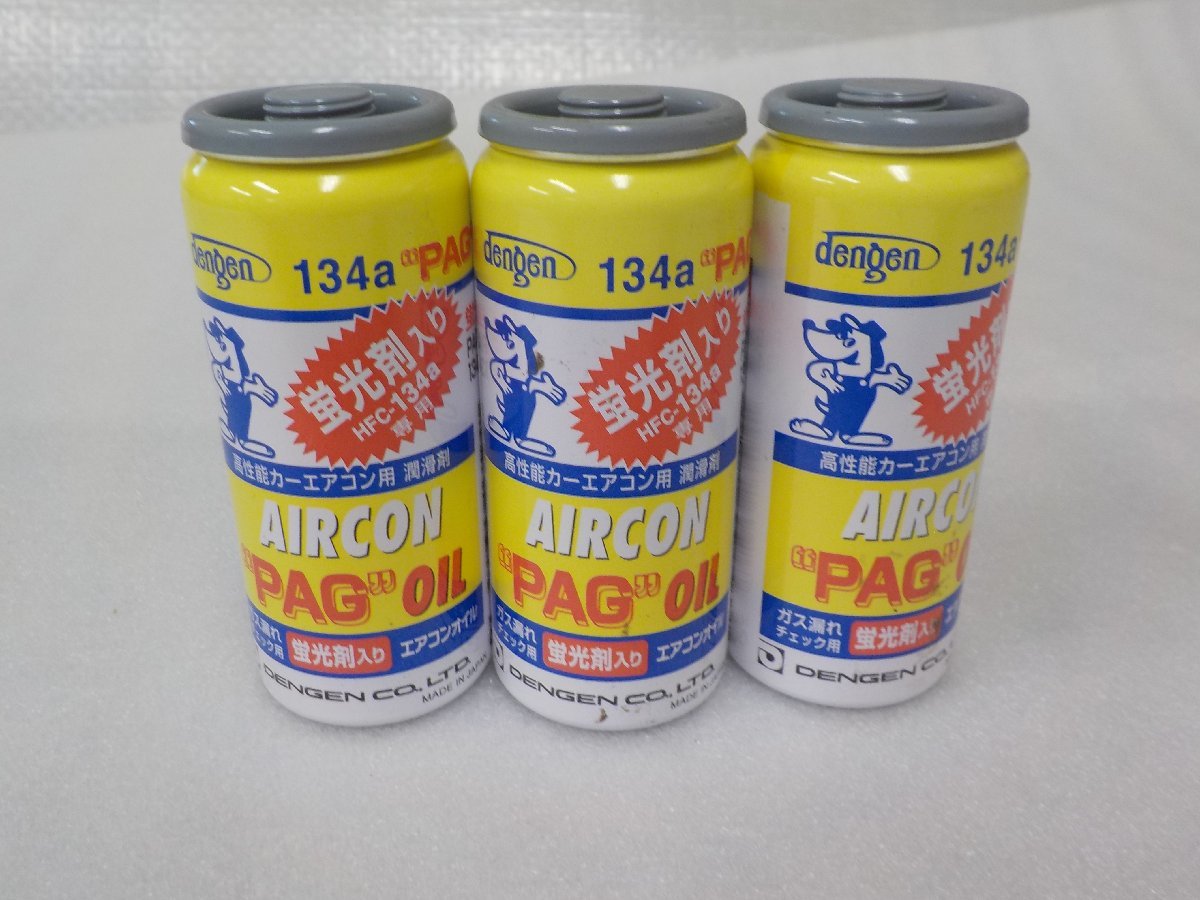 dengen
134a "PAG
蛍光剤入り
HFC-134a
専用
高性能カーエアコン用 潤滑剤
AIRCON
"PAG" OIL
ガス漏れ
チェック用
蛍光剤入り
エアコンオイル
DENGEN CO., LTD.
MADE IN JAPAN
dengen
134a "PAG
蛍光剤入り
HFC-134a
専用
高性能カーエアコン用 潤滑剤
AIRCON
"PAG" OIL
ガス漏れ
チェック用
蛍光剤入り
エアコンオイル
DENGEN CO., LTD.
MADE IN
dengen
134a
蛍光剤
HFC-1
高性能カーエアコン用
AIRCO
"PAG"
ガス漏れ
チェック用
蛍光剤入り
DENGEN CO.